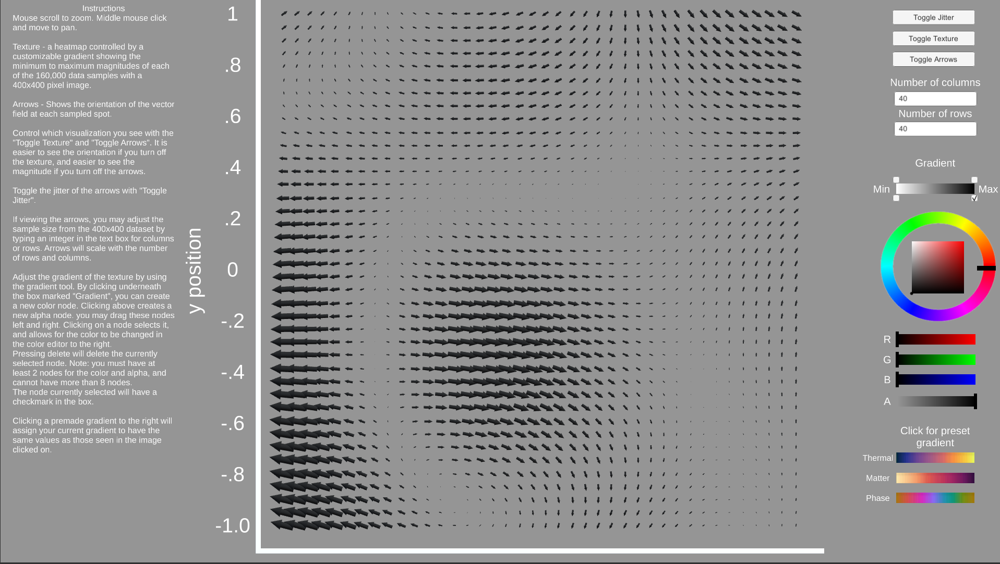 Instructions
Mouse scroll to zoom. Middle mouse click
and move to pan.
Texture - a heatmap controlled by a
customizable gradient showing the
minimum to maximum magnitudes of each
of the 160,000 data samples with a
400x400 pixel image.
Arrows - Shows the orientation of the vector
field at each sampled spot.
Control which visualization you see with the
"Toggle Texture" and "Toggle Arrows". It is
easier to see the orientation if you turn off
the texture, and easier to see the
magnitude if you turn off the arrows.
Toggle the jitter of the arrows with "Toggle
Jitter".
If viewing the arrows, you may adjust the
sample size from the 400x400 dataset by
typing an integer in the text box for columns
or rows. Arrows will scale with the number
of rows and columns.
Adjust the gradient of the texture by using
the gradient tool. By clicking underneath
the box marked "Gradient", you can create
a new color node. Clicking above creates a
new alpha node. you may drag these nodes
left and right. Clicking on a node selects it,
and allows for the color to be changed in
the color editor to the right.
Pressing delete will delete the currently
selected node. Note: you must have at
least 2 nodes for the color and alpha, and
cannot have more than 8 nodes.
The node currently selected will have a
checkmark in the box.
Clicking a premade gradient to the right will
assign your current gradient to have the
same values as those seen in the image
clicked on.
y position
1
.8
.6
.4
.2
0
-.2
-.4
-.6
-.8
-1.0
Toggle Jitter
Toggle Texture
Toggle Arrows
Number of columns
40
Number of rows
40
Gradient
Min
Max
R
G
B
A
Click for preset
gradient
Thermal
Matter
Phase